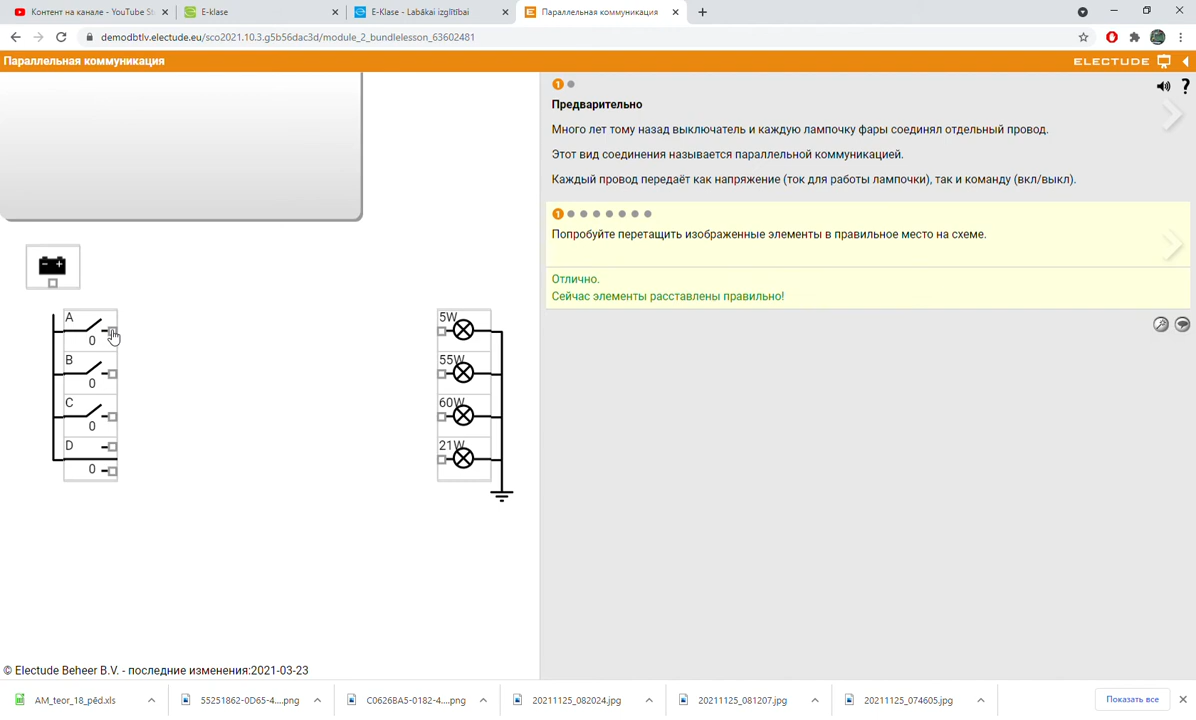 Контент на канале - YouTube St
E-klase
E-Klase - Labākai izglītībai
Параллельная коммуникация
demodbtlv.electude.eu/sco2021.10.3.g5b56dac3d/module_2_bundlelesson_63602481
Параллельная коммуникация
ELECTUDE
1
Предварительно
Много лет тому назад выключатель и каждую лампочку фары соединял отдельный провод.
Этот вид соединения называется параллельной коммуникацией.
Каждый провод передаёт как напряжение (ток для работы лампочки), так и команду (вкл/выкл).
1
Попробуйте перетащить изображенные элементы в правильное место на схеме.
Отлично.
Сейчас элементы расставлены правильно!
A
0
B
0
C
0
D
0
5W
55W
60W
21W
© Electude Beheer B.V. - последние изменения:2021-03-23
AM_teor_18_pēd.xls
55251862-0D65-4....png
C0626BA5-0182-4....png
20211125_082024.jpg
20211125_081207.jpg
20211125_074605.jpg
Показать все